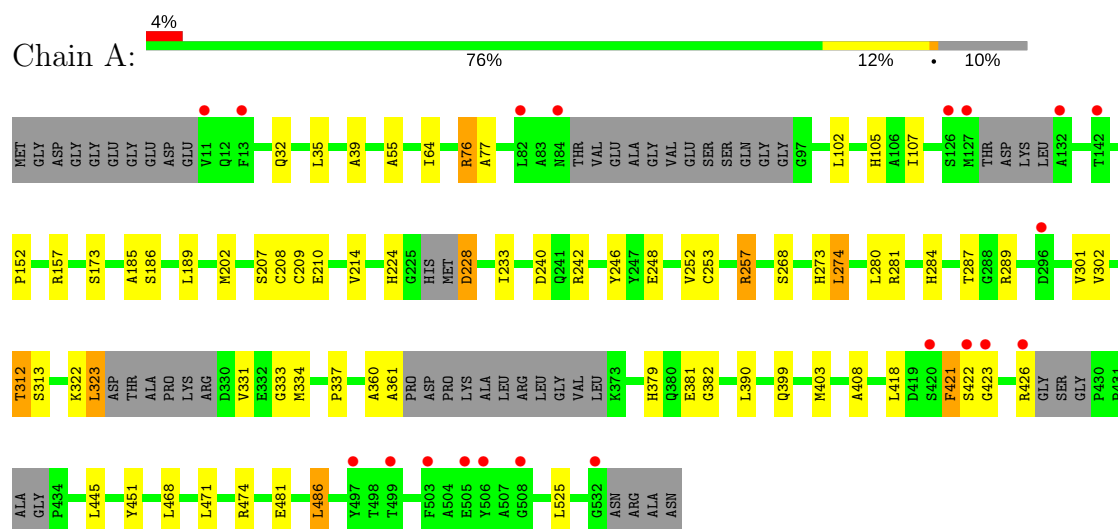 4%
Chain A:
76% 12% • 10%
MET GLY ASP GLY GLY GLU GLY GLU ASP GLU V11 Q12 F13 Q32 L35 A39 A55 I64 R76 A77 L82 A83 N84 THR VAL GLU ALA GLY VAL GLU SER SER GLN GLY GLY G97 L102 H105 A106 I107 S126 M127 THR ASP LYS LEU A132 T142
P152 R157 S173 A185 S186 L189 M202 S207 C208 C209 E210 V214 H224 G225 HIS MET D228 I233 D240 Q241 R242 Y246 Y247 E248 V252 C253 R257 S268 H273 L274 L280 R281 H284 T287 G288 R289 D296 V301 V302
T312 S313 K322 L323 ASP THR ALA PRO LYS ARG D330 V331 E332 G333 M334 P337 A360 A361 PRO ASP PRO LYS ALA LEU ARG LEU GLY VAL LEU K373 H379 Q380 E381 G382 L390 Q399 M403 A408 L418 D419 S420 F421 S422 G423 R426 GLY SER GLY P430 P431
ALA GLY P434 L445 Y451 L468 L471 R474 E481 L486 Y497 T498 T499 F503 A504 E505 Y506 A507 G508 L525 G532 ASN ARG ALA ASN